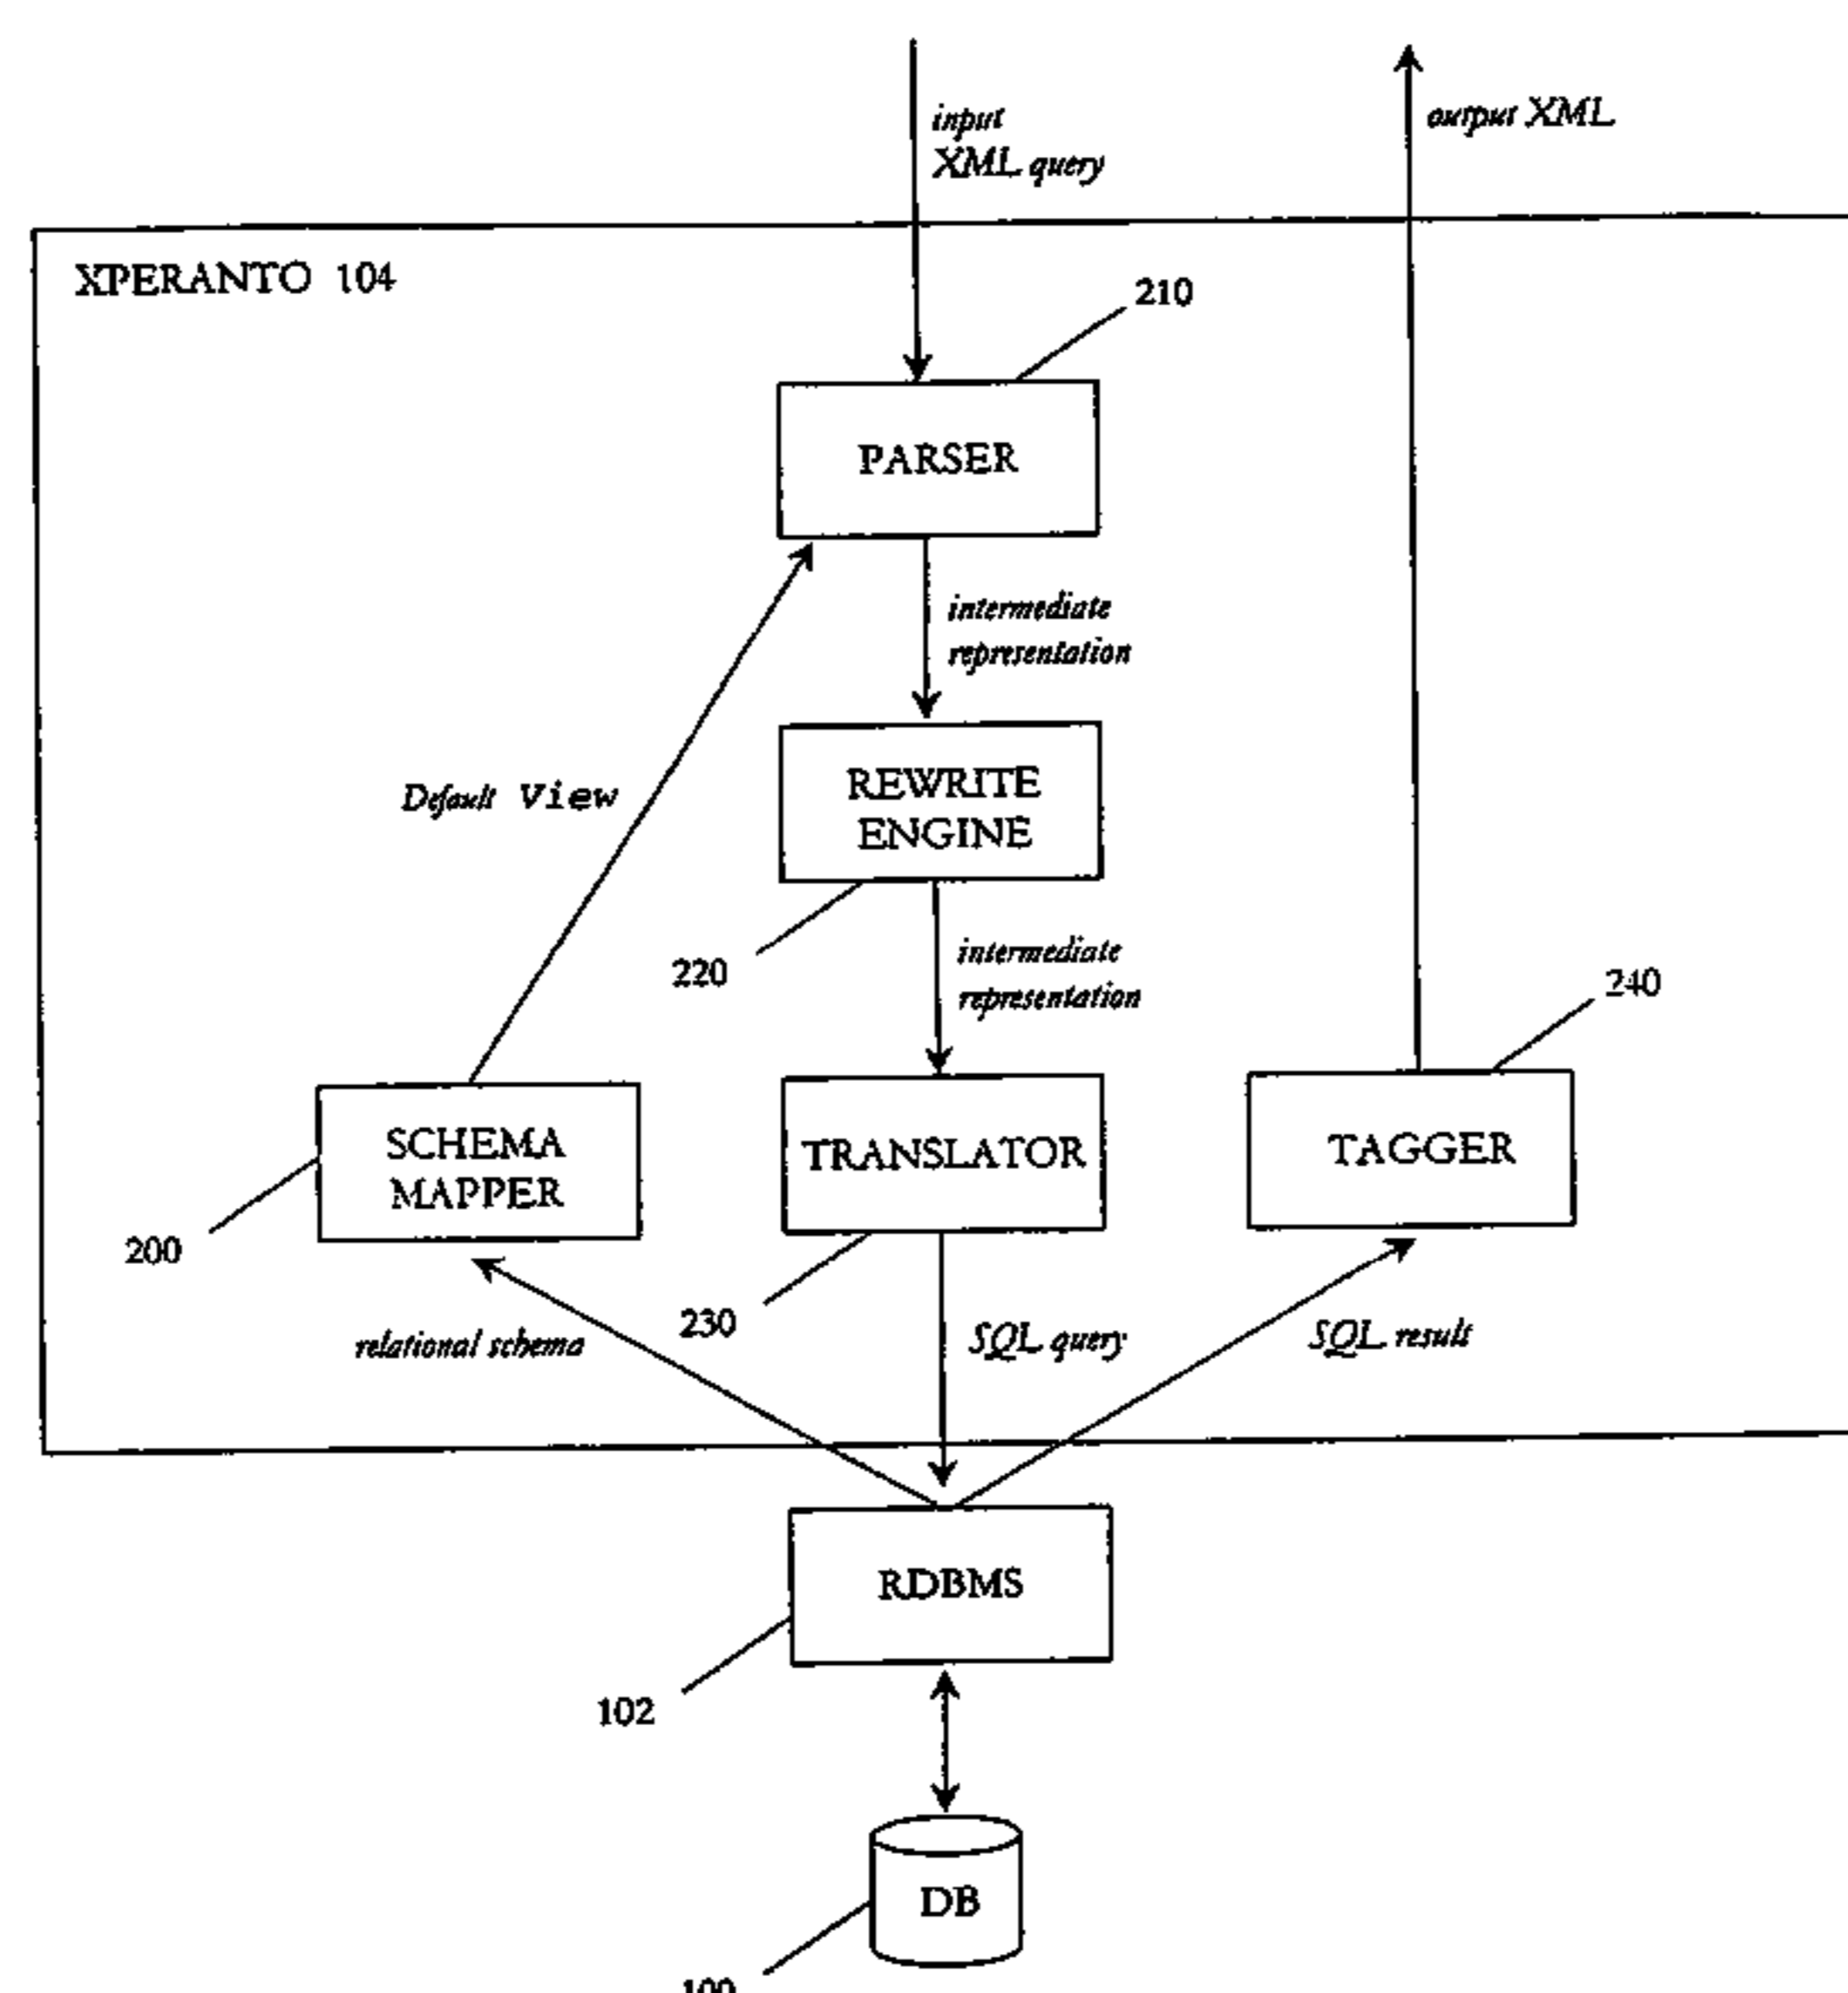 input
XML query
output XML
XPERANTO 104
210
PARSER
intermediate
representation
Default View
REWRITE
ENGINE
220
intermediate
representation
240
SCHEMA
MAPPER
TRANSLATOR
TAGGER
200
230
relational schema
SQL query
SQL result
RDBMS
102
DB